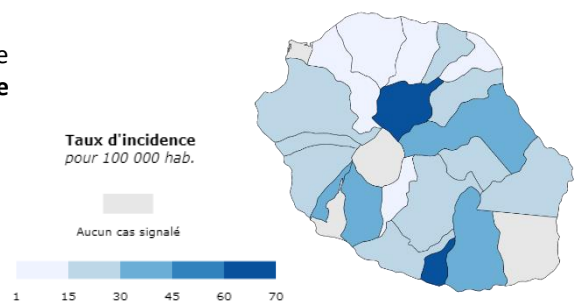 e
e
Taux d'incidence
pour 100 000 hab.
Aucun cas signalé
1 15 30 45 60 70